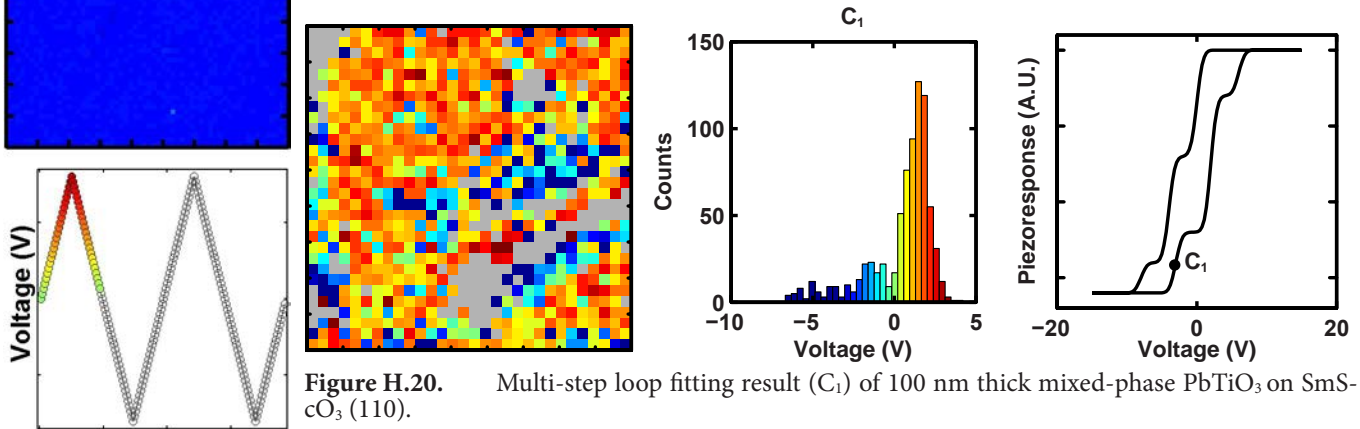 Voltage (V)
C₁
150
100
50
0
Counts
−10
−5
0
5
Voltage (V)
Piezoresponse (A.U.)
C₁
−20
0
20
Voltage (V)
Figure H.20. Multi-step loop fitting result (C₁) of 100 nm thick mixed-phase PbTiO₃ on SmS-
cO₃ (110).